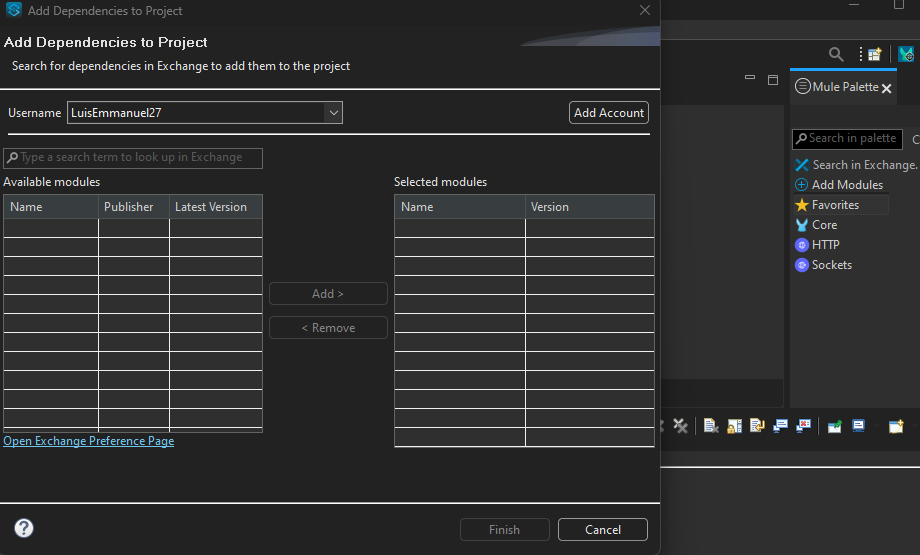 Add Dependencies to Project
Add Dependencies to Project
Search for dependencies in Exchange to add them to the project
Username LuisEmmanuel27 Add Account
Type a search term to look up in Exchange
Available modules Selected modules
Name Publisher Latest Version Name Version
Add >
< Remove
Open Exchange Preference Page
? Finish Cancel
Mule Palette
Search in palette C
Search in Exchange.
Add Modules
Favorites
Core
HTTP
Sockets